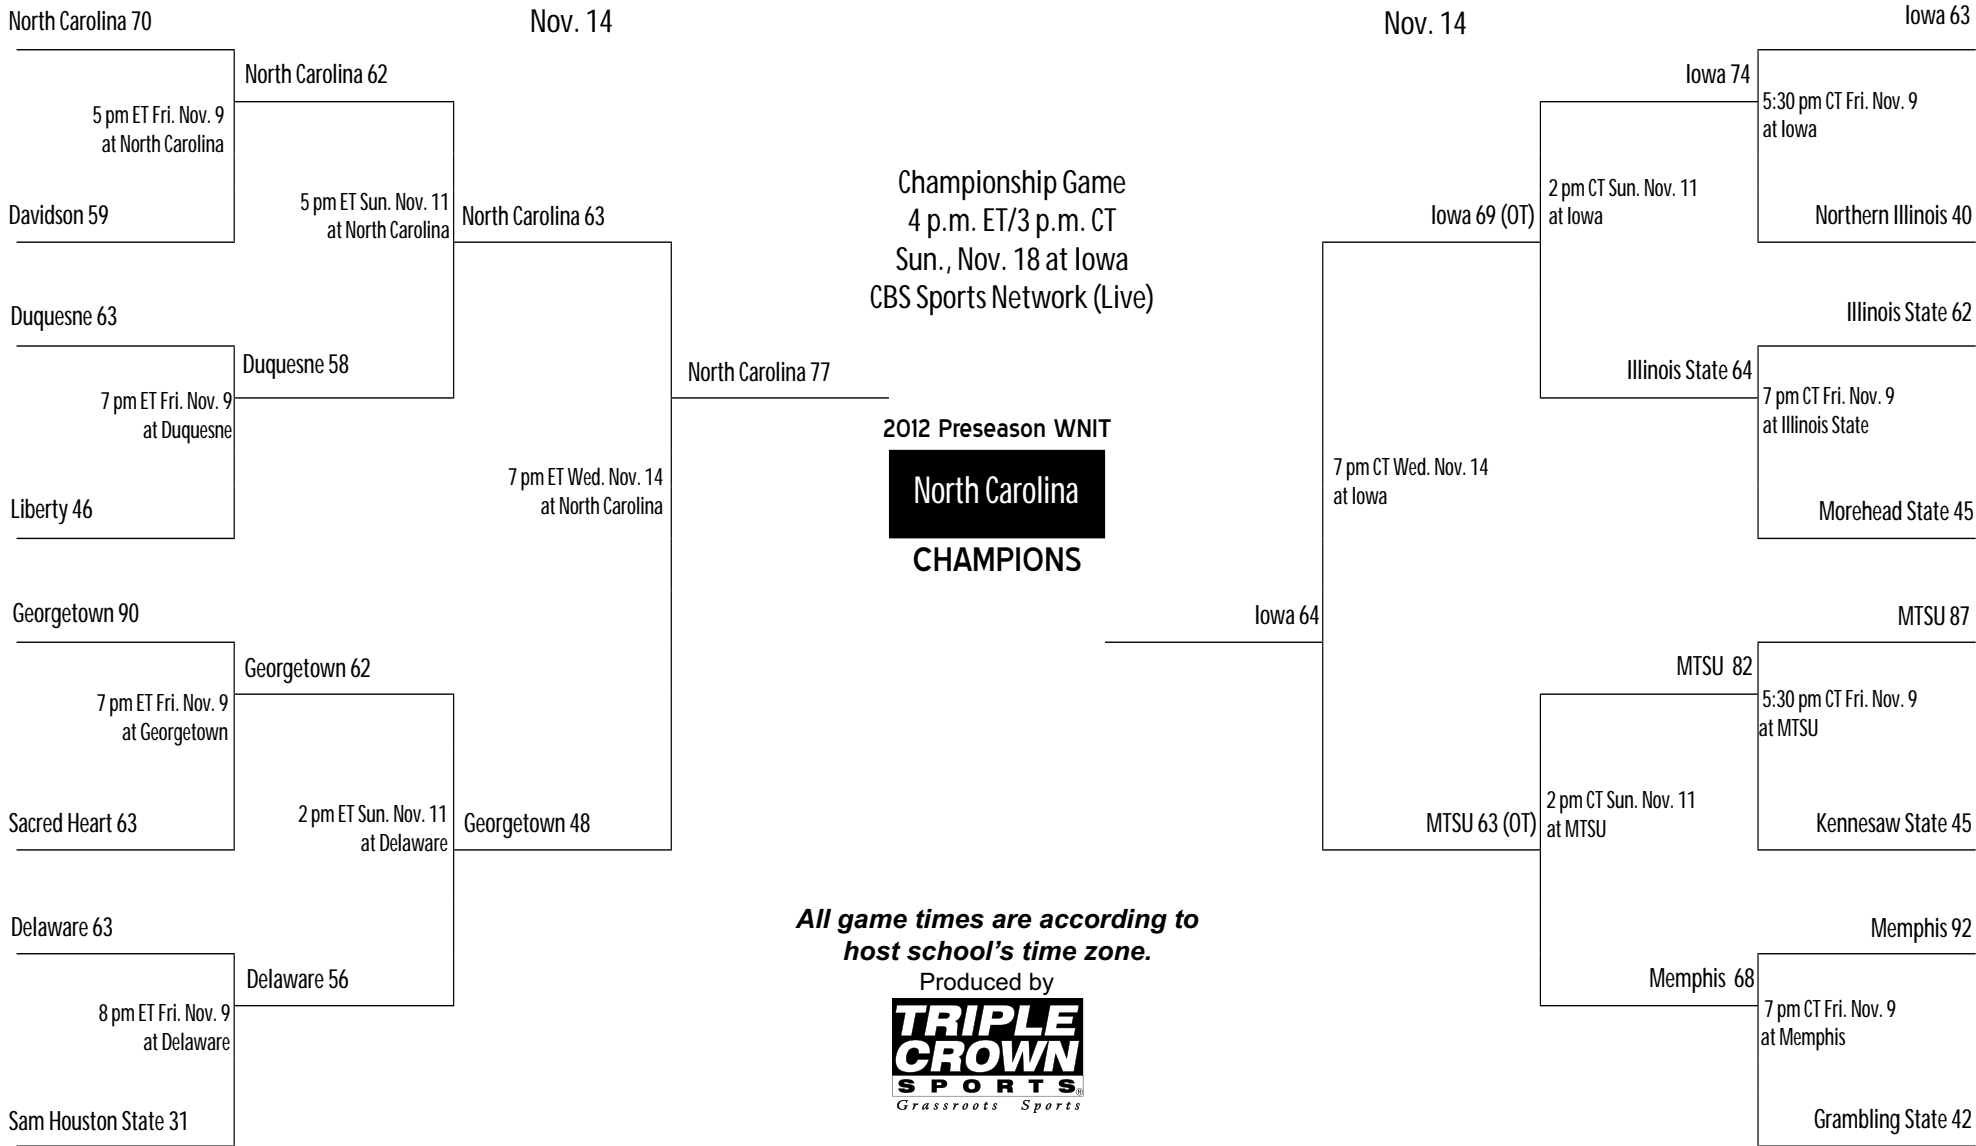 Nov. 14
Nov. 14
North Carolina 70
5 pm ET Fri. Nov. 9
at North Carolina
Davidson 59
North Carolina 62
5 pm ET Sun. Nov. 11
at North Carolina
Duquesne 63
7 pm ET Fri. Nov. 9
at Duquesne
Liberty 46
Duquesne 58
North Carolina 63
7 pm ET Wed. Nov. 14
at North Carolina
Georgetown 90
7 pm ET Fri. Nov. 9
at Georgetown
Sacred Heart 63
Georgetown 62
2 pm ET Sun. Nov. 11
at Delaware
Georgetown 48
Delaware 63
8 pm ET Fri. Nov. 9
at Delaware
Sam Houston State 31
Delaware 56
North Carolina 77
Championship Game
4 p.m. ET/3 p.m. CT
Sun., Nov. 18 at Iowa
CBS Sports Network (Live)
2012 Preseason WNIT
North Carolina
CHAMPIONS
Iowa 64
Iowa 63
5:30 pm CT Fri. Nov. 9
at Iowa
Northern Illinois 40
Iowa 74
2 pm CT Sun. Nov. 11
at Iowa
Illinois State 62
7 pm CT Fri. Nov. 9
at Illinois State
Morehead State 45
Illinois State 64
Iowa 69 (OT)
7 pm CT Wed. Nov. 14
at Iowa
MTSU 87
5:30 pm CT Fri. Nov. 9
at MTSU
Kennesaw State 45
MTSU 82
2 pm CT Sun. Nov. 11
at MTSU
MTSU 63 (OT)
Memphis 92
7 pm CT Fri. Nov. 9
at Memphis
Grambling State 42
Memphis 68
All game times are according to
host school’s time zone.
Produced by
TRIPLE
CROWN
SPORTS®
Grassroots Sports